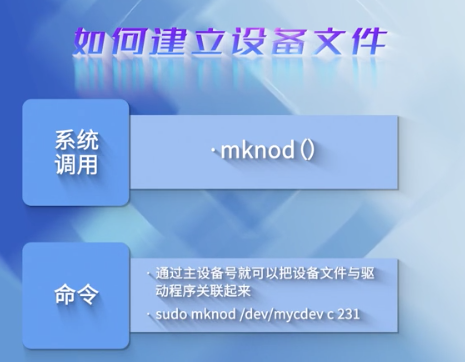 如何建立设备文件
系统
调用
·mknod()
命令
·通过主设备号就可以把设备文件与驱
动程序关联起来
·sudo mknod /dev/mycdev c 231